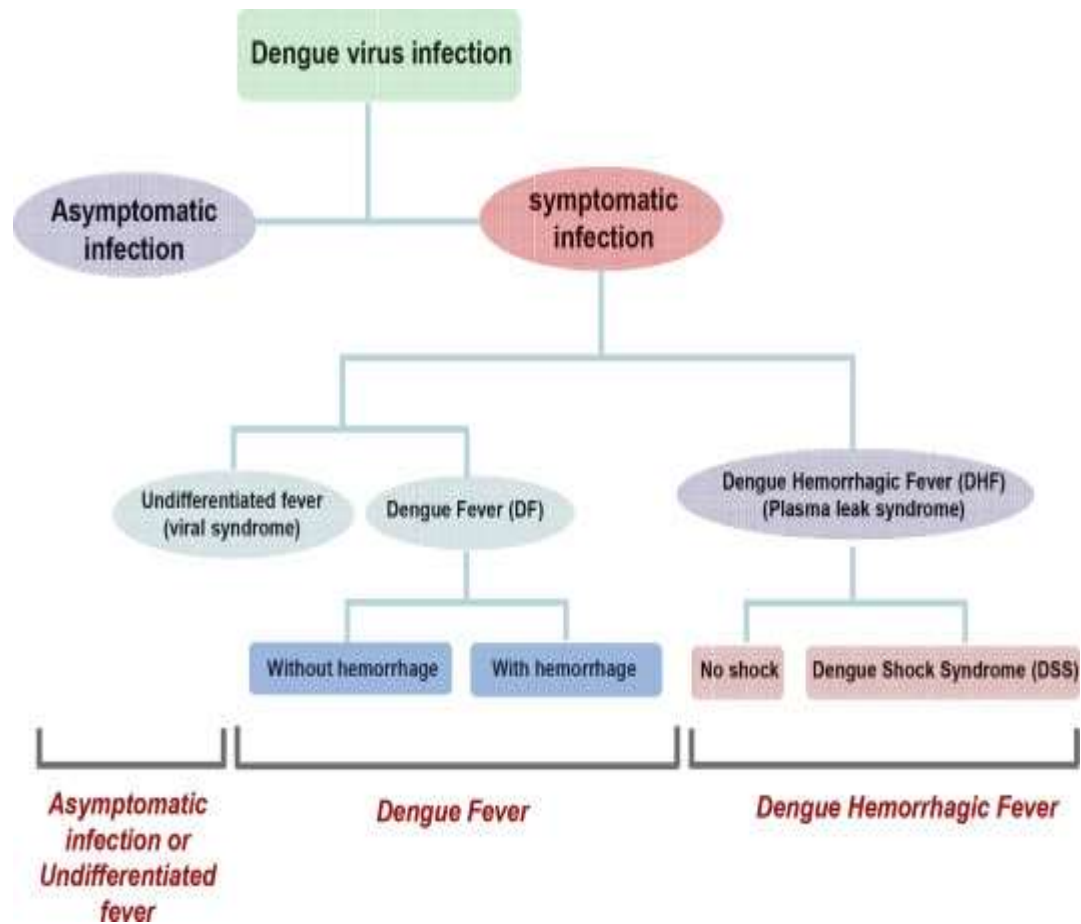 Dengue virus infection
Asymptomatic
infection
symptomatic
infection
Undifferentiated fever
(viral syndrome)
Dengue Fever (DF)
Dengue Hemorrhagic Fever (DHF)
(Plasma leak syndrome)
Without hemorrhage
With hemorrhage
No shock
Dengue Shock Syndrome (DSS)
Asymptomatic
infection or
Undifferentiated
fever
Dengue Fever
Dengue Hemorrhagic Fever